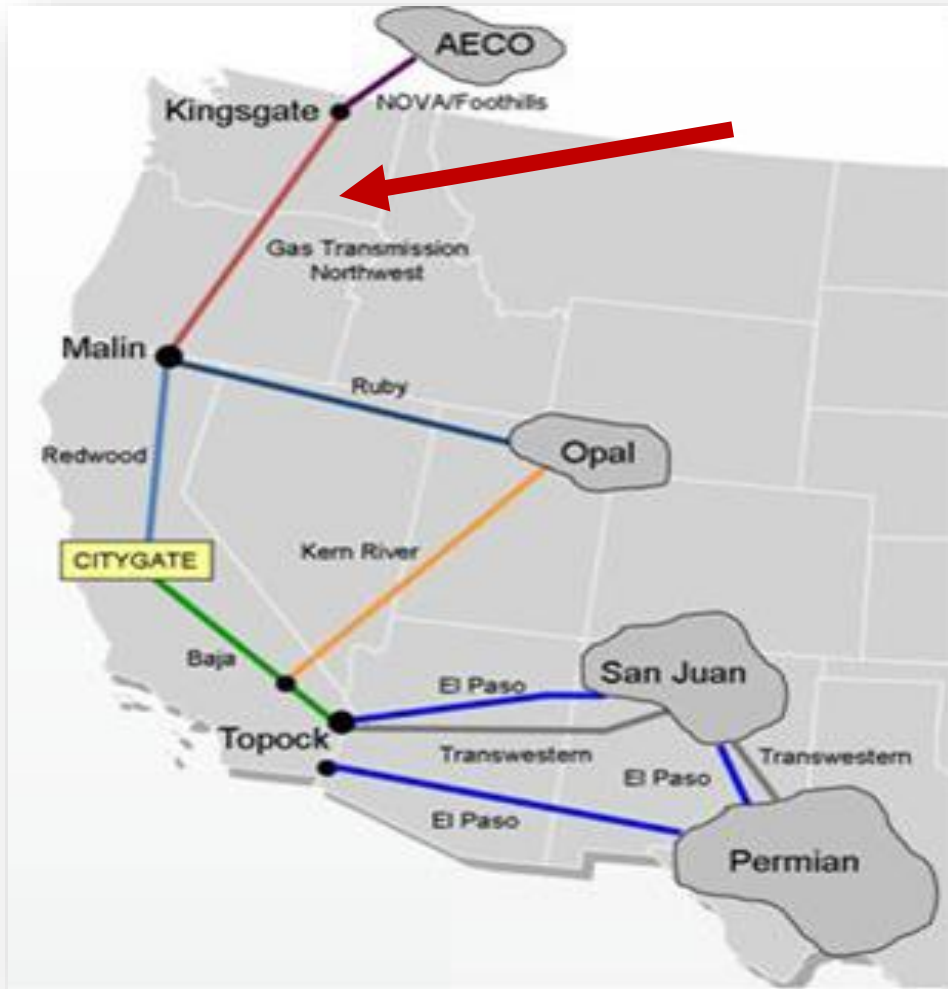 AECO
Kingsgate
NOVA/Foothills
Gas Transmission
Northwest
Malin
Ruby
Redwood
Opal
CITYGATE
Kern River
Baja
San Juan
El Paso
Topock
Transwestern
El Paso
Transwestern
El Paso
Permian